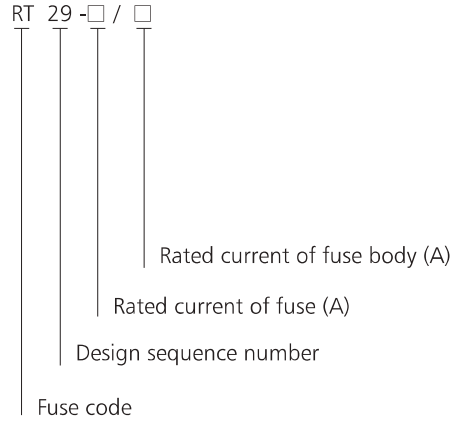 RT 29 -□ / □
Rated current of fuse body (A)
Rated current of fuse (A)
Design sequence number
Fuse code